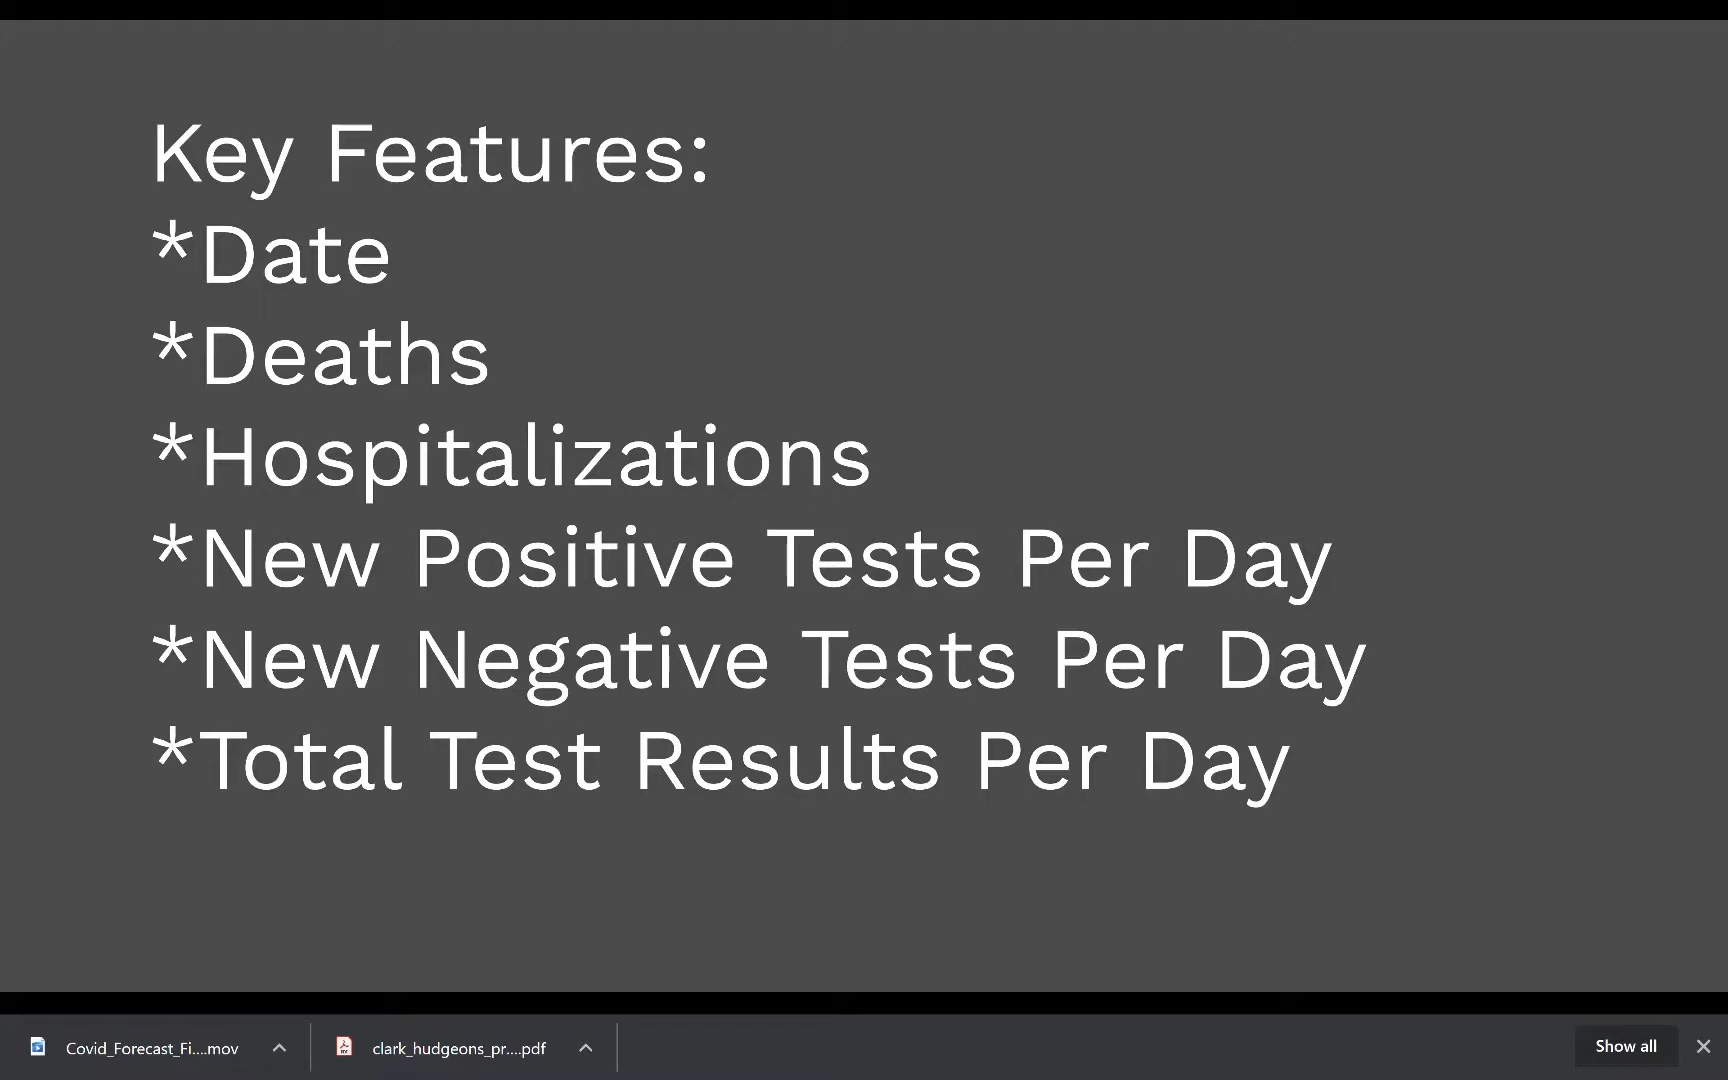 Key Features:
*Date
*Deaths
*Hospitalizations
*New Positive Tests Per Day
*New Negative Tests Per Day
*Total Test Results Per Day
Covid_Forecast_Fi....mov
clark_hudgeons_pr....pdf
Show all